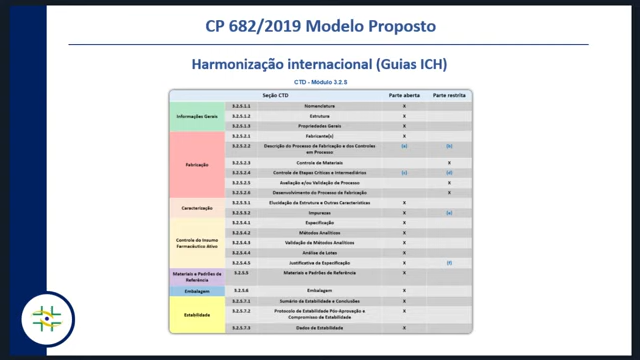 CP 682/2019 Modelo Proposto
Harmonização internacional (Guias ICH)
CTD - Módulo 3.2.S
Seção CTD Parte aberta Parte restrita
Informações Gerais
3.2.S.1.1 Nomenclatura X
3.2.S.1.2 Estrutura X
3.2.S.1.3 Propriedades Gerais X
Fabricação
3.2.S.2.1 Fabricante(s) X
3.2.S.2.2 Descrição do Processo de Fabricação e dos Controles em Processo (a) (b)
3.2.S.2.3 Controle de Materiais X
3.2.S.2.4 Controle de Etapas Críticas e Intermediários (c) (d)
3.2.S.2.5 Avaliação e/ou Validação de Processo X
3.2.S.2.6 Desenvolvimento do Processo de Fabricação X
Caracterização
3.2.S.3.1 Elucidação da Estrutura e Outras Características X
3.2.S.3.2 Impurezas X (e)
Controle do Insumo Farmacêutico Ativo
3.2.S.4.1 Especificação X
3.2.S.4.2 Métodos Analíticos X
3.2.S.4.3 Validação de Métodos Analíticos X
3.2.S.4.4 Análise de Lotes X
3.2.S.4.5 Justificativa da Especificação X (f)
Materiais e Padrões de Referência
3.2.S.5 Materiais e Padrões de Referência X
Embalagem
3.2.S.6 Embalagem X
Estabilidade
3.2.S.7.1 Sumário da Estabilidade e Conclusões X
3.2.S.7.2 Protocolo de Estabilidade Pós-Aprovação e Compromisso de Estabilidade X
3.2.S.7.3 Dados de Estabilidade X